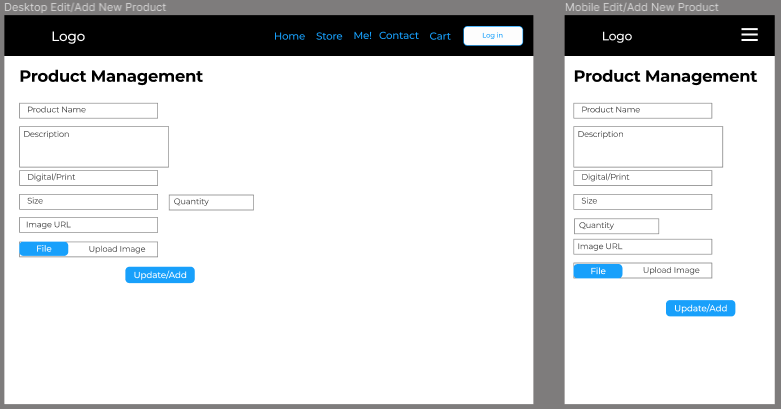 Desktop Edit/Add New Product
Logo
Home Store Me! Contact Cart Log in
Product Management
Product Name
Description
Digital/Print
Size
Quantity
Image URL
File Upload Image
Update/Add
Mobile Edit/Add New Product
Logo
Product Management
Product Name
Description
Digital/Print
Size
Quantity
Image URL
File Upload Image
Update/Add